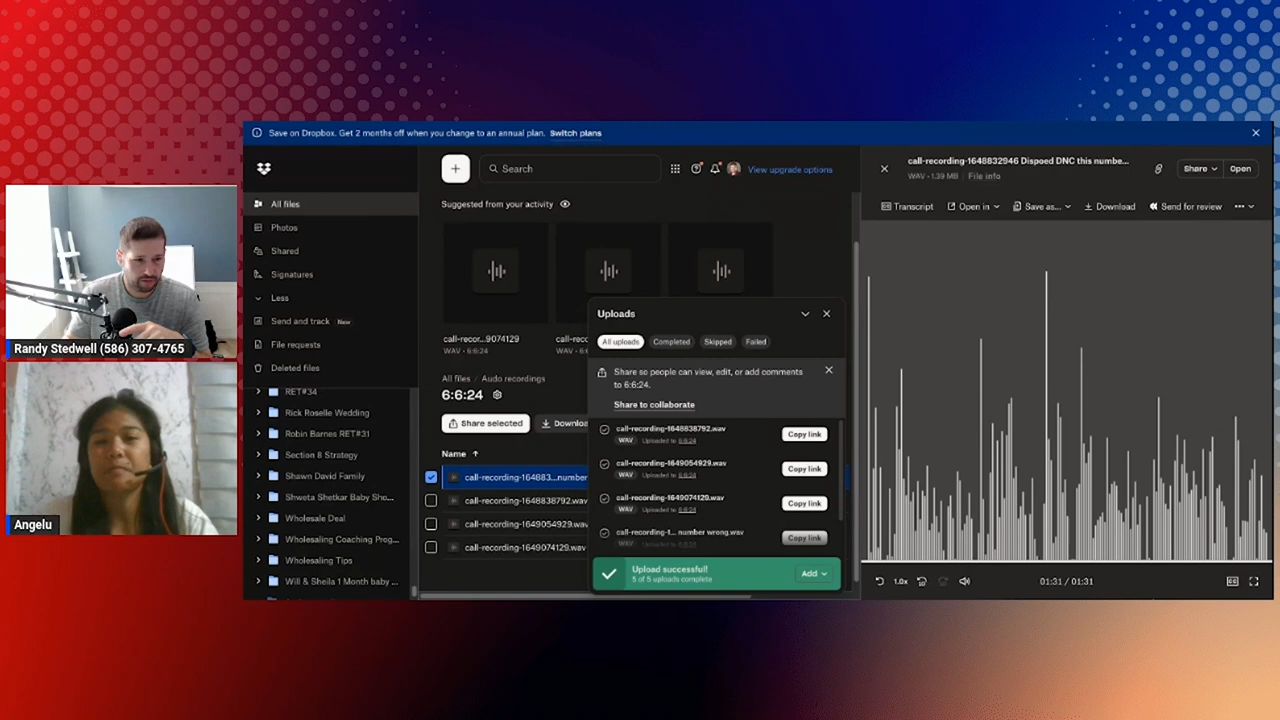 Save on Dropbox. Get 2 months off when you change to an annual plan. Switch plans
Search
View upgrade options
call-recording-1648832946 Dispoed DNC this numbe...
WAV • 1.39 MB | File info
Share
Open
All files
Photos
Shared
Signatures
Less
Send and track New
File requests
Deleted files
RET#34
Rick Roselle Wedding
Robin Barnes RET#31
Section 8 Strategy
Shawn David Family
Shweta Shetkar Baby Sho...
Wholesale Deal
Wholesaling Coaching Prog...
Wholesaling Tips
Will & Sheila 1 Month baby ...
Suggested from your activity
call-recor...9074129
WAV • 6:6:24
call-rec
WAV • 6:
All files / Audo recordings
6:6:24
Share selected
Downloa
Name
call-recording-164883...number
call-recording-1648838792.wav
call-recording-1649054929.wav
call-recording-1649074129.wav
Uploads
All uploads
Completed
Skipped
Failed
Share so people can view, edit, or add comments
to 6:6:24.
Share to collaborate
call-recording-1648838792.wav
WAV Uploaded to 6:6:24
Copy link
call-recording-1649054929.wav
WAV Uploaded to 6:6:24
Copy link
call-recording-1649074129.wav
WAV Uploaded to 6:6:24
Copy link
call-recording-1... number wrong.wav
WAV Uploaded to 6:6:24
Copy link
Upload successful!
5 of 5 uploads complete
Add
Transcript
Open in
Save as...
Download
Send for review
1.0x
01:31 / 01:31
Randy Stedwell (586) 307-4765
Angelu